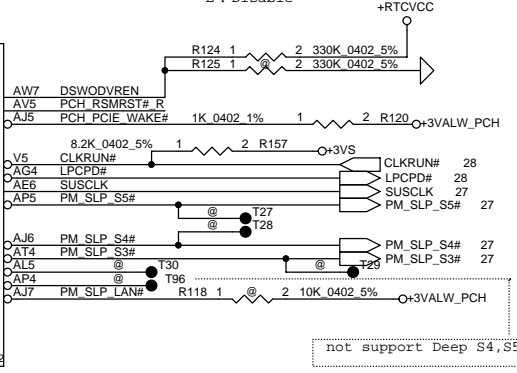 +RTCVCC
R124 1 2 330K_0402_5%
R125 1 @ 2 330K_0402_5%
AW7 DSWODVREN
AV5 PCH_RSMRST#_R
AJ5 PCH_PCIE_WAKE# 1K_0402_1% 1 2 R120 +3VALW_PCH
8.2K_0402_5% 1 2 R157 +3VS
V5 CLKRUN# CLKRUN# 28
AG4 LPCPD# LPCPD# 28
AE6 SUSCLK SUSCLK 27
AP5 PM_SLP_S5# PM_SLP_S5# 27
@ T27
@ T28
AJ6 PM_SLP_S4# PM_SLP_S4# 27
AT4 PM_SLP_S3# PM_SLP_S3# 27
AL5 @ T30 @ T29
AP4 @ T96
AJ7 PM_SLP_LAN# R118 1 @ 2 10K_0402_5% +3VALW_PCH
not support Deep S4,S5